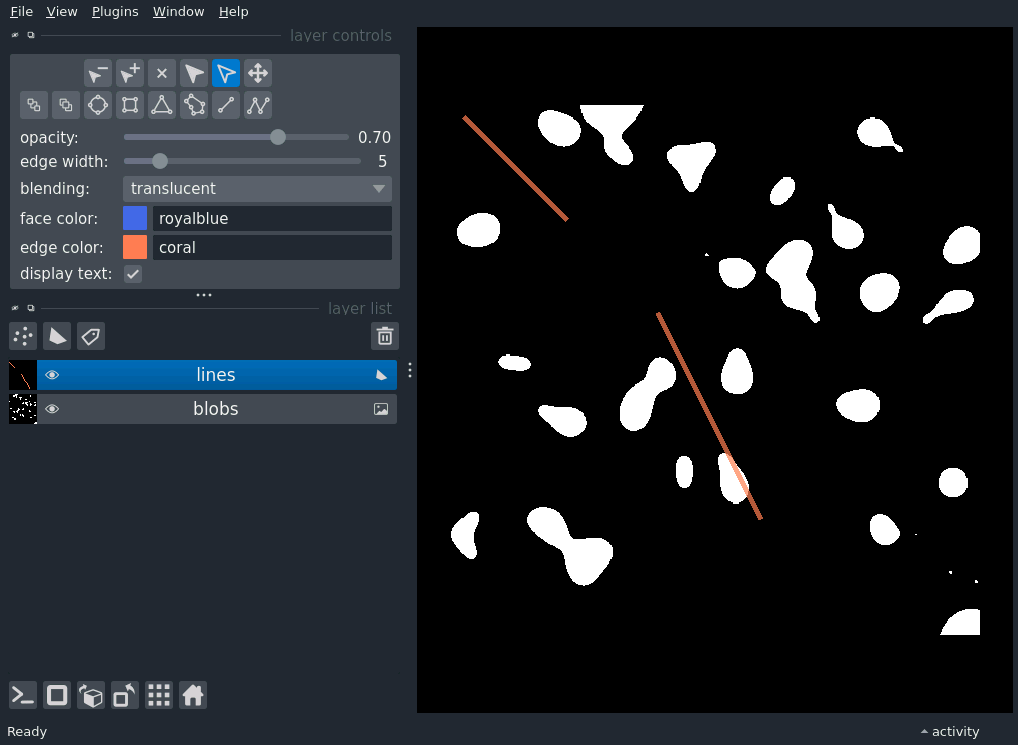 File View Plugins Window Help
layer controls
opacity: 0.70
edge width: 5
blending: translucent
face color: royalblue
edge color: coral
display text:
layer list
lines
blobs
Ready activity